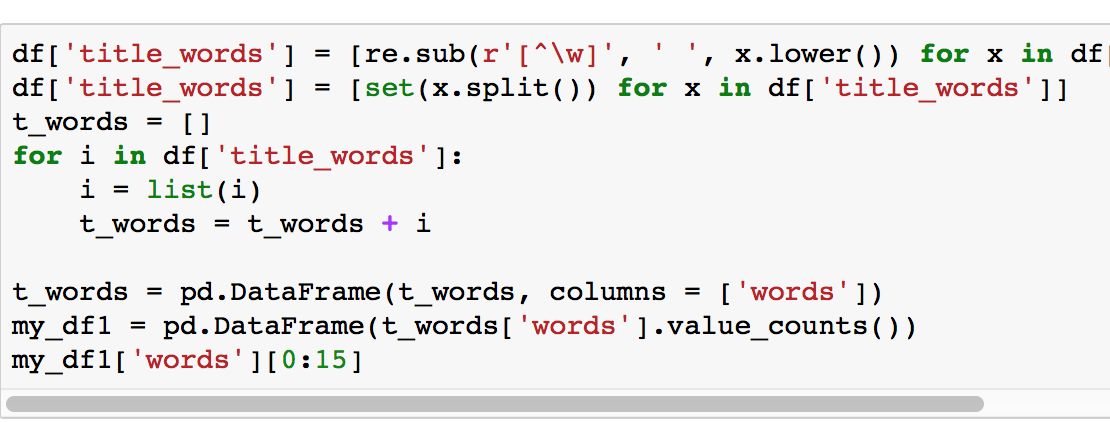 df['title_words'] = [re.sub(r'[^\w]', ' ', x.lower()) for x in df
df['title_words'] = [set(x.split()) for x in df['title_words']]
t_words = []
for i in df['title_words']:
    i = list(i)
    t_words = t_words + i
t_words = pd.DataFrame(t_words, columns = ['words'])
my_df1 = pd.DataFrame(t_words['words'].value_counts())
my_df1['words'][0:15]